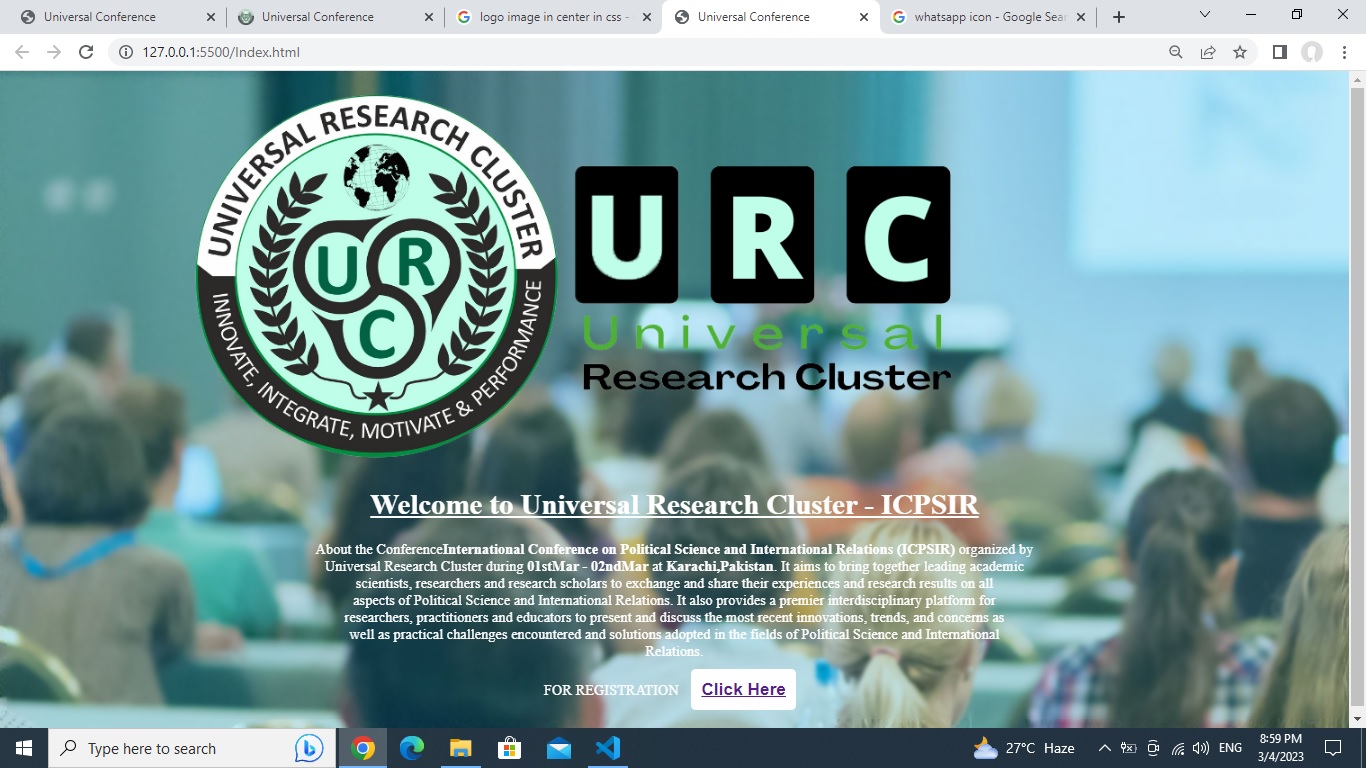 Universal Conference
Universal Conference
logo image in center in css -
Universal Conference
whatsapp icon - Google Sear
127.0.0.1:5500/Index.html
UNIVERSAL RESEARCH CLUSTER
U R C
INNOVATE, INTEGRATE, MOTIVATE & PERFORMANCE
U R C
Universal
Research Cluster
Welcome to Universal Research Cluster - ICPSIR
About the ConferenceInternational Conference on Political Science and International Relations (ICPSIR) organized by
Universal Research Cluster during 01stMar - 02ndMar at Karachi,Pakistan. It aims to bring together leading academic
scientists, researchers and research scholars to exchange and share their experiences and research results on all
aspects of Political Science and International Relations. It also provides a premier interdisciplinary platform for
researchers, practitioners and educators to present and discuss the most recent innovations, trends, and concerns as
well as practical challenges encountered and solutions adopted in the fields of Political Science and International
Relations.
FOR REGISTRATION Click Here
Type here to search
27°C Haze
ENG
8:59 PM
3/4/2023